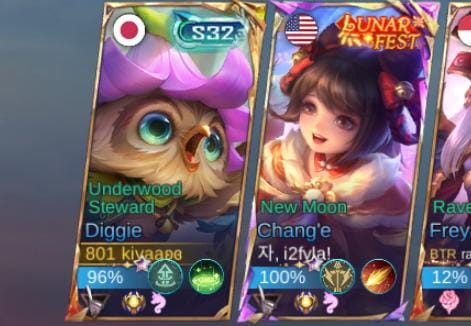 S32
LUNAR
FEST
Underwood
Steward
New Moon
Rave
Diggie
Chang'e
Frey
801
자, i2fvla!
BTR ra
96%
100%
12%